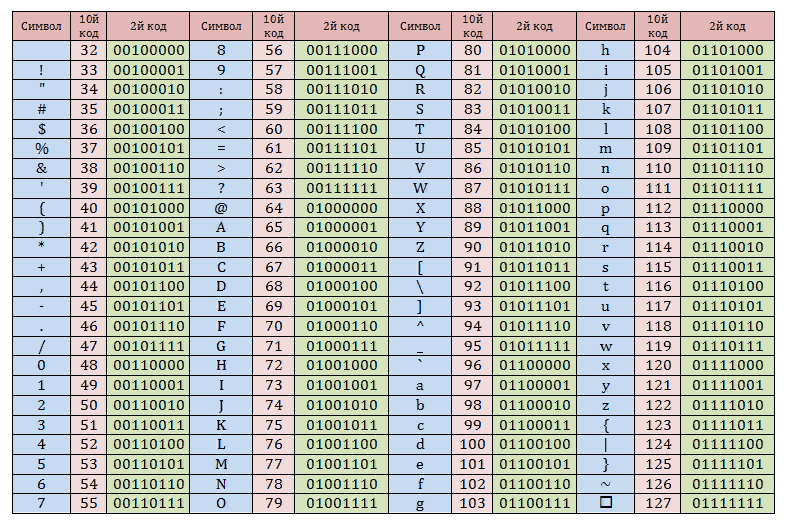 Символ 10й код 2й код Символ 10й код 2й код Символ 10й код 2й код Символ 10й код 2й код
32 00100000 8 56 00111000 P 80 01010000 h 104 01101000
! 33 00100001 9 57 00111001 Q 81 01010001 i 105 01101001
" 34 00100010 : 58 00111010 R 82 01010010 j 106 01101010
# 35 00100011 ; 59 00111011 S 83 01010011 k 107 01101011
$ 36 00100100 < 60 00111100 T 84 01010100 l 108 01101100
% 37 00100101 = 61 00111101 U 85 01010101 m 109 01101101
& 38 00100110 > 62 00111110 V 86 01010110 n 110 01101110
' 39 00100111 ? 63 00111111 W 87 01010111 o 111 01101111
( 40 00101000 @ 64 01000000 X 88 01011000 p 112 01110000
) 41 00101001 A 65 01000001 Y 89 01011001 q 113 01110001
* 42 00101010 B 66 01000010 Z 90 01011010 r 114 01110010
+ 43 00101011 C 67 01000011 [ 91 01011011 s 115 01110011
, 44 00101100 D 68 01000100 \ 92 01011100 t 116 01110100
- 45 00101101 E 69 01000101 ] 93 01011101 u 117 01110101
. 46 00101110 F 70 01000110 ^ 94 01011110 v 118 01110110
/ 47 00101111 G 71 01000111 _ 95 01011111 w 119 01110111
0 48 00110000 H 72 01001000 ` 96 01100000 x 120 01111000
1 49 00110001 I 73 01001001 a 97 01100001 y 121 01111001
2 50 00110010 J 74 01001010 b 98 01100010 z 122 01111010
3 51 00110011 K 75 01001011 c 99 01100011 { 123 01111011
4 52 00110100 L 76 01001100 d 100 01100100 | 124 01111100
5 53 00110101 M 77 01001101 e 101 01100101 } 125 01111101
6 54 00110110 N 78 01001110 f 102 01100110 ~ 126 01111110
7 55 00110111 O 79 01001111 g 103 01100111 □ 127 01111111